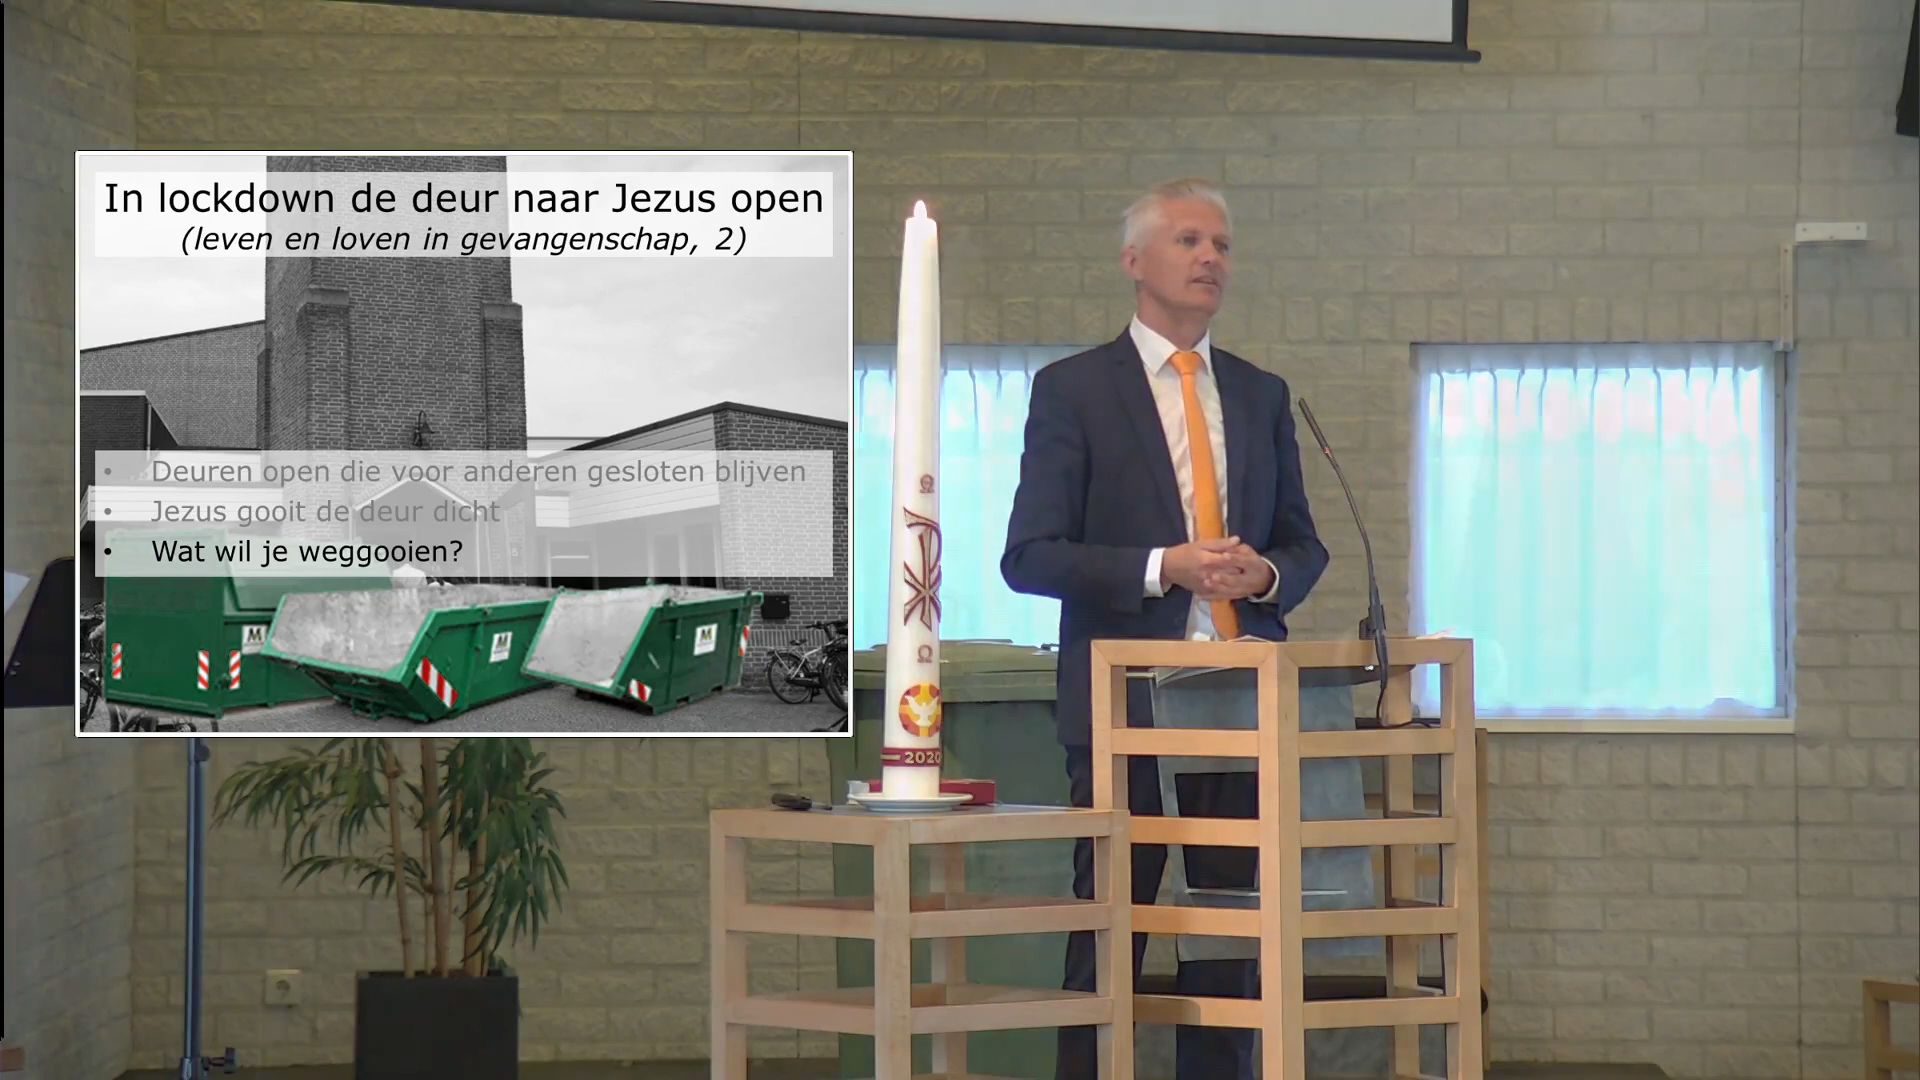 In lockdown de deur naar Jezus open
(leven en loven in gevangenschap, 2)
• Deuren open die voor anderen gesloten blijven
• Jezus gooit de deur dicht
• Wat wil je weggooien?
M
M
M
Ω
Ω
2020